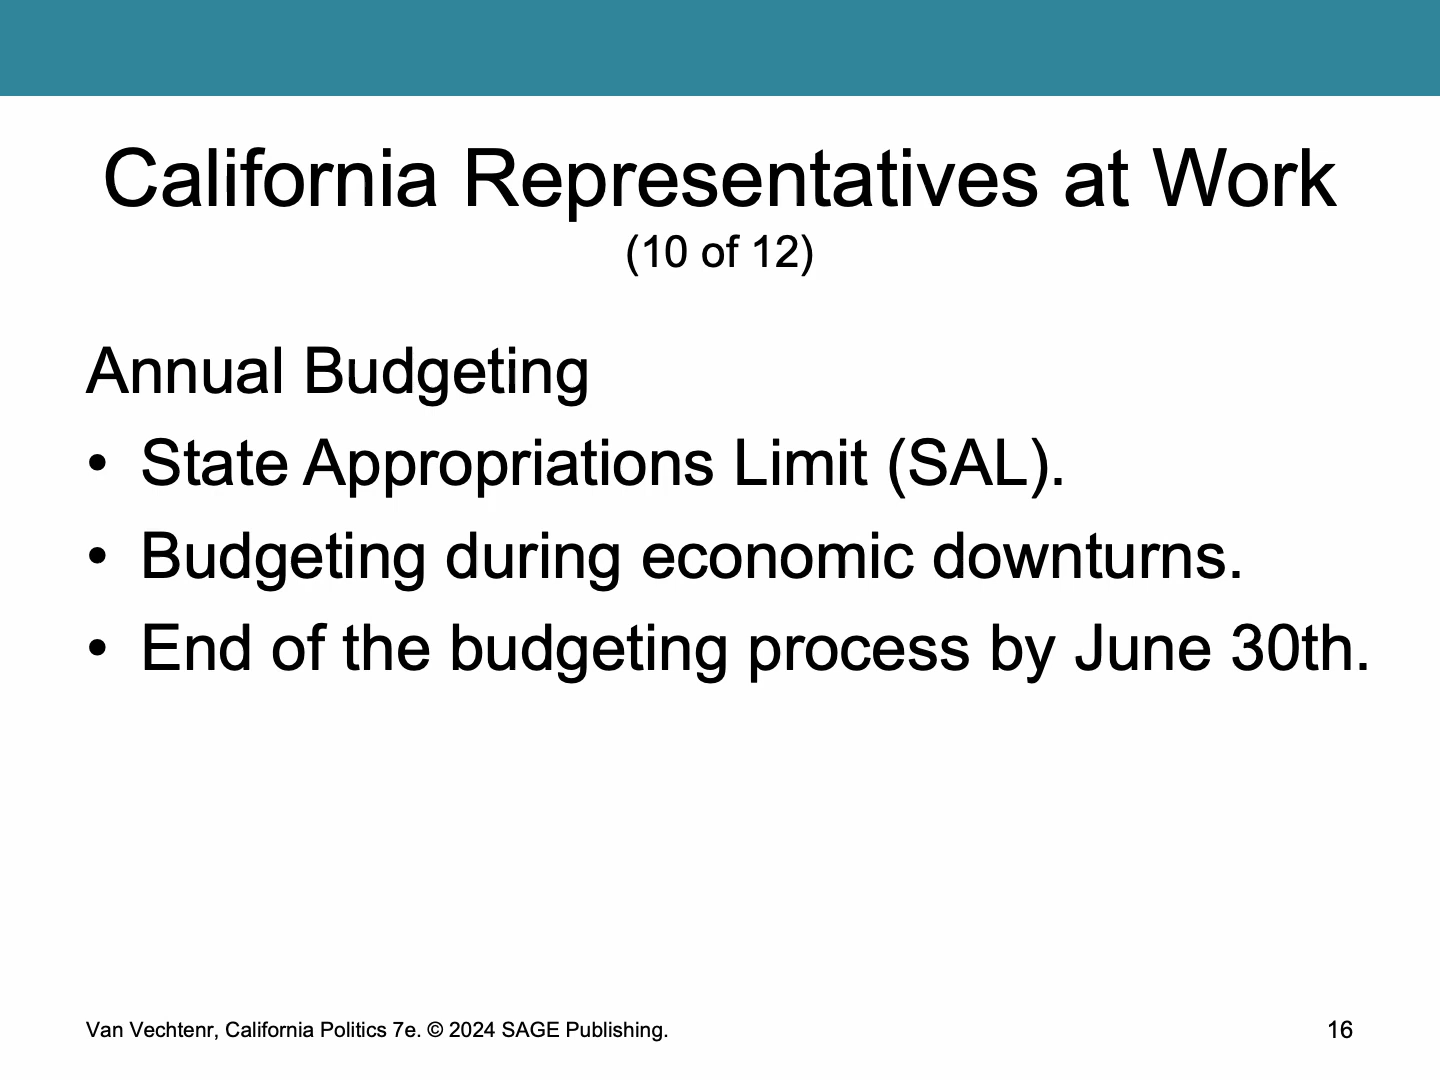 California Representatives at Work
(10 of 12)
Annual Budgeting
• State Appropriations Limit (SAL).
• Budgeting during economic downturns.
• End of the budgeting process by June 30th.
Van Vechtenr, California Politics 7e. © 2024 SAGE Publishing.
16